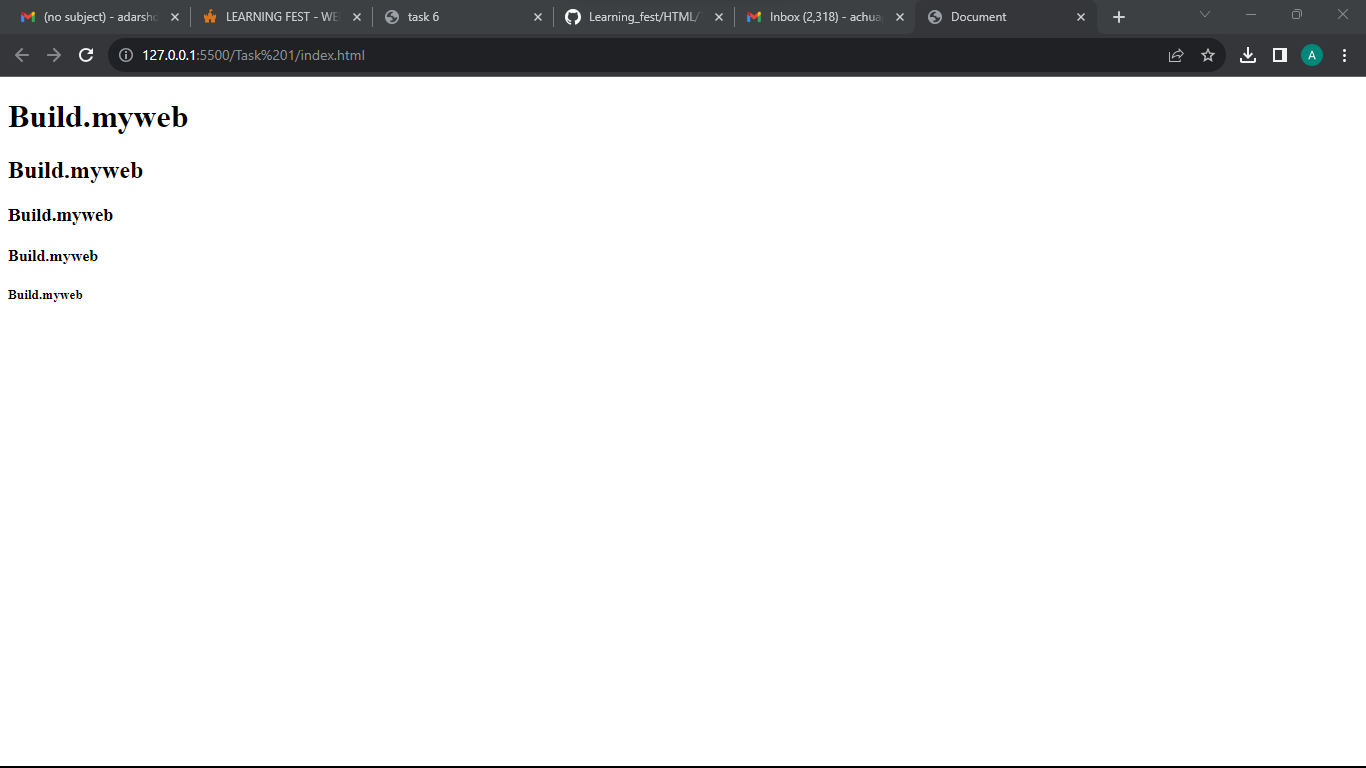 (no subject) - adarsh
LEARNING FEST - WE
task 6
Learning_fest/HTML/
Inbox (2,318) - achua
Document
127.0.0.1:5500/Task%201/index.html
A
Build.myweb
Build.myweb
Build.myweb
Build.myweb
Build.myweb